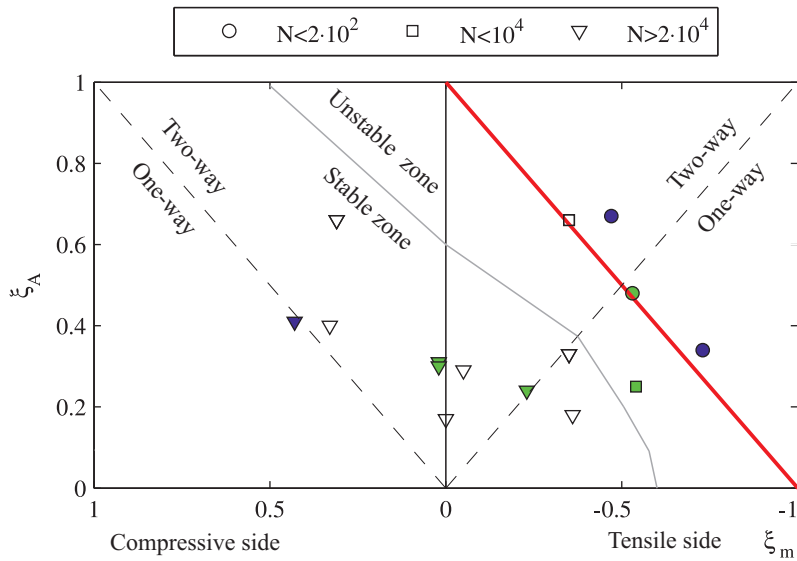 N<2·10² N<10⁴ N>2·10⁴
1
0.8
0.6
0.4
0.2
0
ξ_A
Two-way
One-way
Unstable zone
Stable zone
Two-way
One-way
1 0.5 0 -0.5 -1
Compressive side Tensile side ξ_m